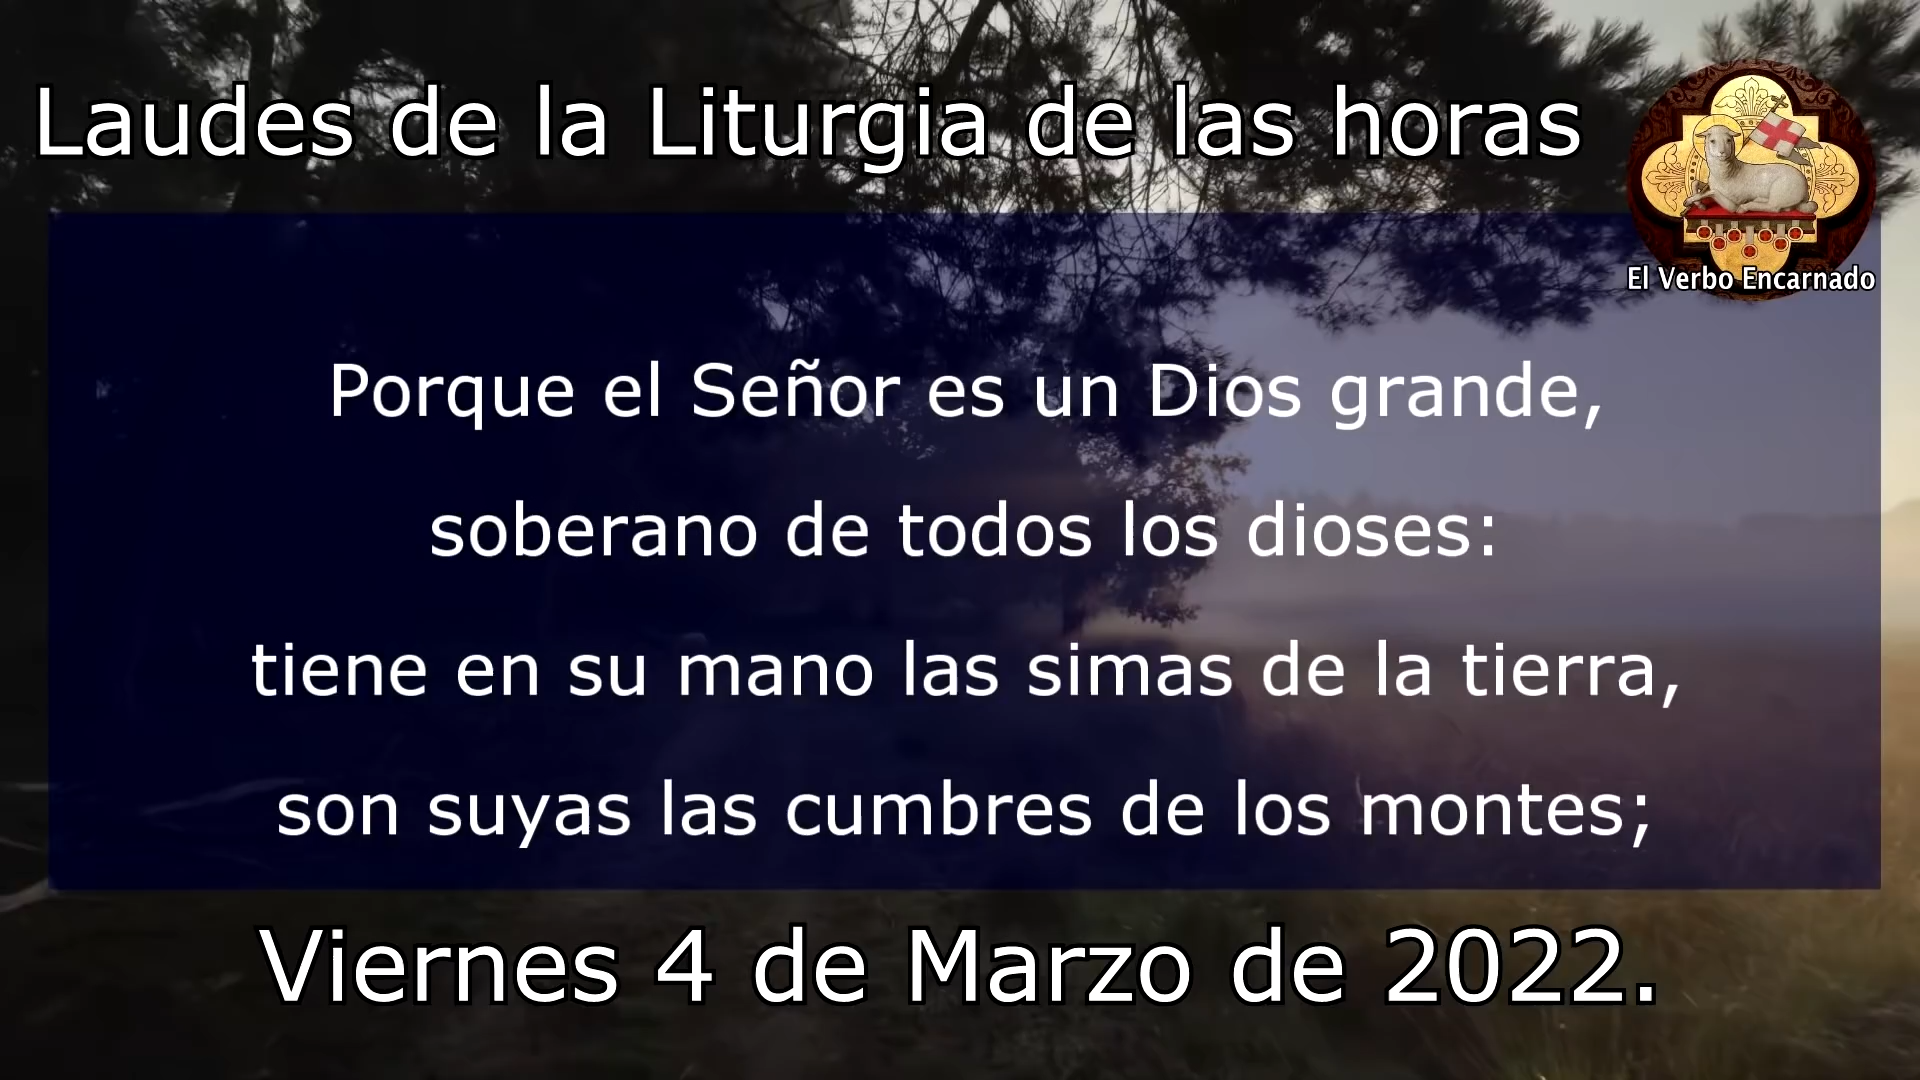 Laudes de la Liturgia de las horas
El Verbo Encarnado
Porque el Señor es un Dios grande,
soberano de todos los dioses:
tiene en su mano las simas de la tierra,
son suyas las cumbres de los montes;
Viernes 4 de Marzo de 2022.